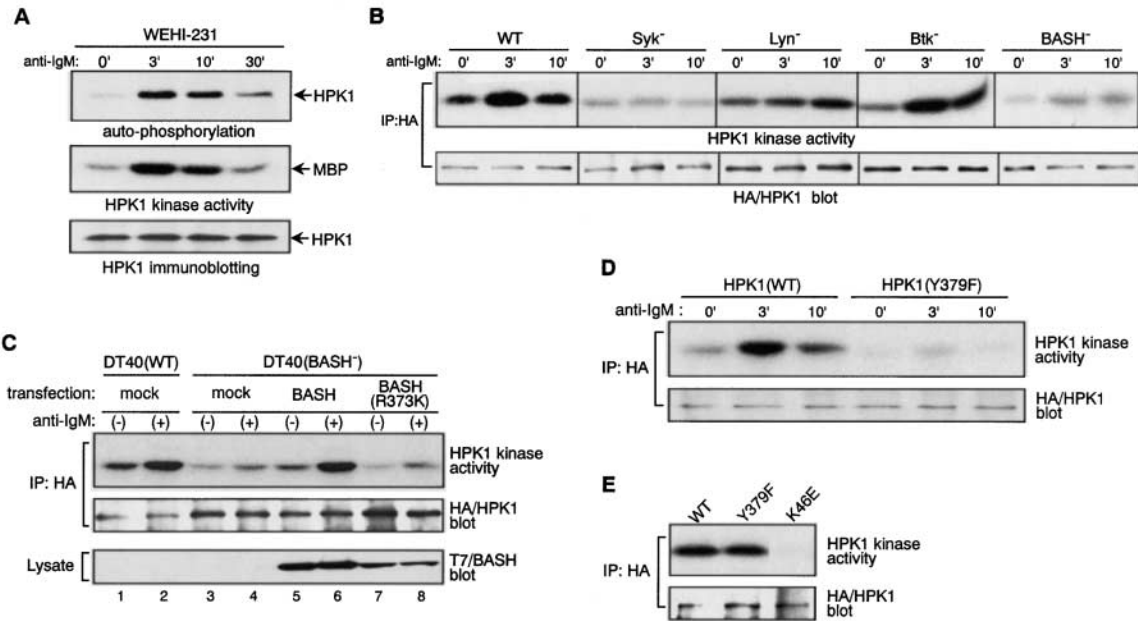 A
WEHI-231
anti-IgM: 0' 3' 10' 30'
HPK1
auto-phosphorylation
MBP
HPK1 kinase activity
HPK1
HPK1 immunoblotting
B
WT Syk⁻ Lyn⁻ Btk⁻ BASH⁻
anti-IgM: 0' 3' 10' 0' 3' 10' 0' 3' 10' 0' 3' 10' 0' 3' 10'
IP:HA
HPK1 kinase activity
HA/HPK1 blot
C
DT40(WT) DT40(BASH⁻)
transfection: mock mock BASH BASH
(R373K)
anti-IgM: (-) (+) (-) (+) (-) (+) (-) (+)
IP: HA
HPK1 kinase
activity
HA/HPK1
blot
Lysate
T7/BASH
blot
1 2 3 4 5 6 7 8
D
HPK1(WT) HPK1(Y379F)
anti-IgM : 0' 3' 10' 0' 3' 10'
IP: HA
HPK1 kinase
activity
HA/HPK1
blot
E
WT Y379F K46E
IP: HA
HPK1 kinase
activity
HA/HPK1
blot